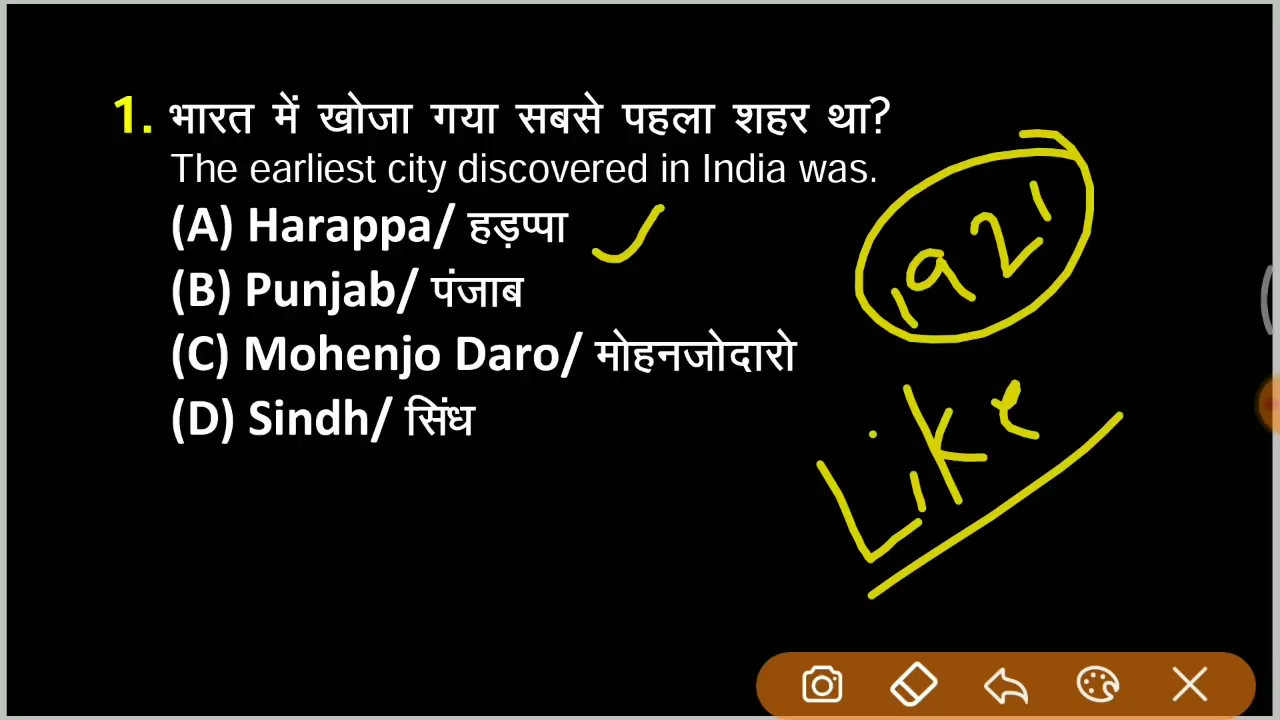 1. भारत में खोजा गया सबसे पहला शहर था?
The earliest city discovered in India was.
(A) Harappa/ हड़प्पा
(B) Punjab/ पंजाब
(C) Mohenjo Daro/ मोहनजोदारो
(D) Sindh/ सिंध
1921
Like